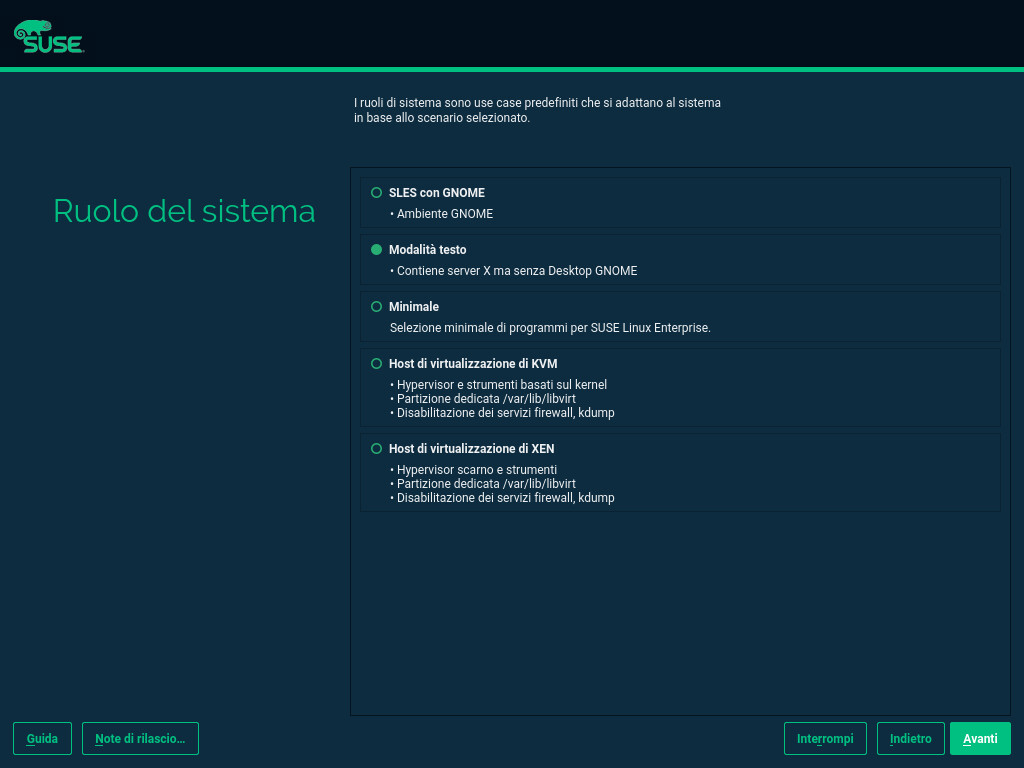 SUSE
I ruoli di sistema sono use case predefiniti che si adattano al sistema
in base allo scenario selezionato.
Ruolo del sistema
SLES con GNOME
• Ambiente GNOME
Modalità testo
• Contiene server X ma senza Desktop GNOME
Minimale
Selezione minimale di programmi per SUSE Linux Enterprise.
Host di virtualizzazione di KVM
• Hypervisor e strumenti basati sul kernel
• Partizione dedicata /var/lib/libvirt
• Disabilitazione dei servizi firewall, kdump
Host di virtualizzazione di XEN
• Hypervisor scarno e strumenti
• Partizione dedicata /var/lib/libvirt
• Disabilitazione dei servizi firewall, kdump
Guida
Note di rilascio...
Interrompi
Indietro
Avanti